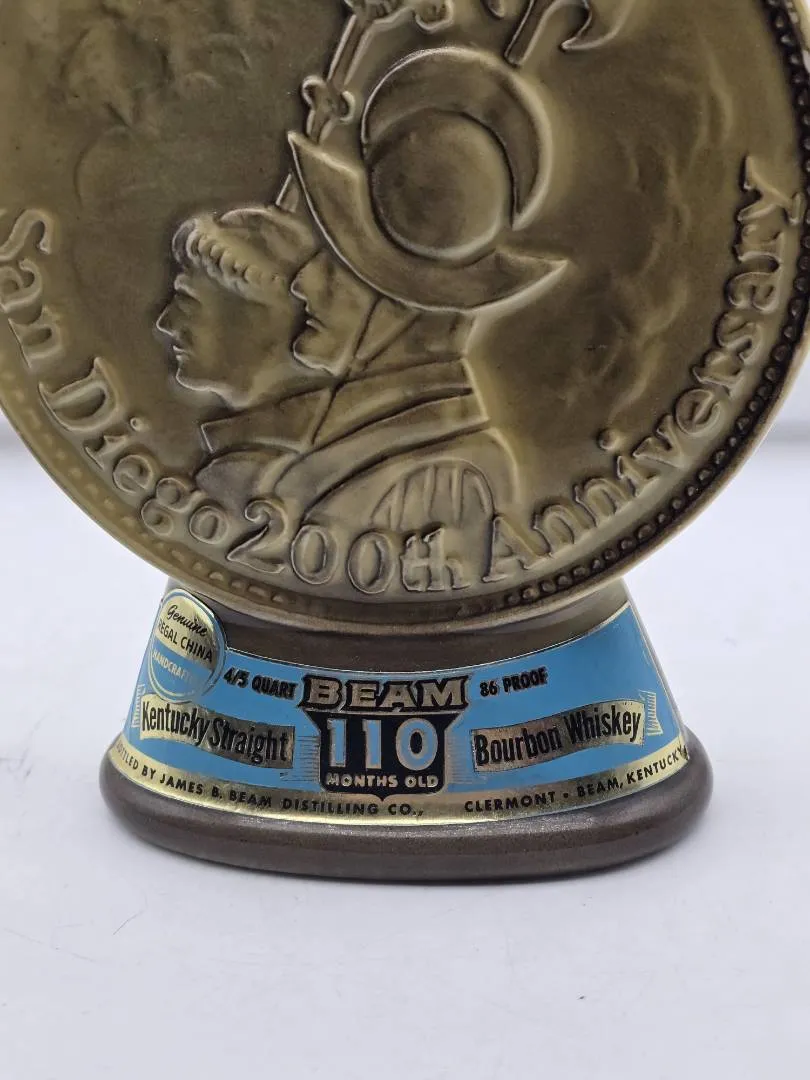 San Diego 200th Anniversary
Genuine
REGAL CHINA
HANDCRAFTED
4/5 QUART BEAM 86 PROOF
Kentucky Straight 110 Bourbon Whiskey
MONTHS OLD
BOTTLED BY JAMES B. BEAM DISTILLING CO., CLERMONT • BEAM, KENTUCKY